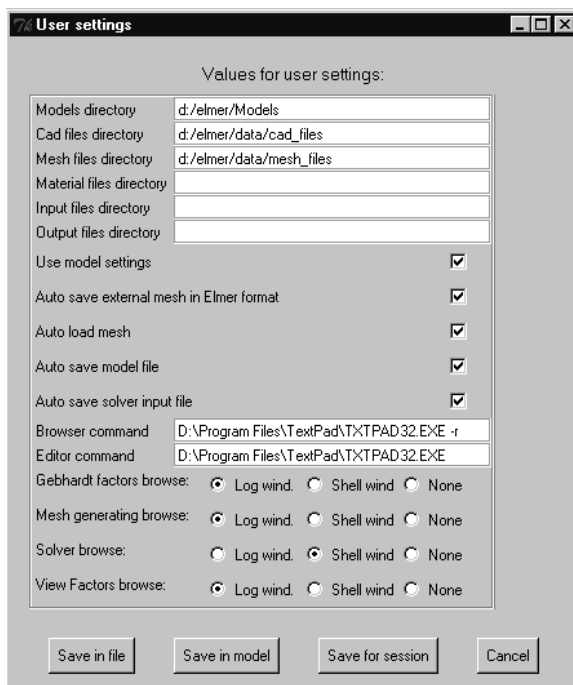 User settings
Values for user settings:
Models directory d:/elmer/Models
Cad files directory d:/elmer/data/cad_files
Mesh files directory d:/elmer/data/mesh_files
Material files directory
Input files directory
Output files directory
Use model settings
Auto save external mesh in Elmer format
Auto load mesh
Auto save model file
Auto save solver input file
Browser command D:\Program Files\TextPad\TXTPAD32.EXE -r
Editor command D:\Program Files\TextPad\TXTPAD32.EXE
Gebhardt factors browse: Log wind. Shell wind None
Mesh generating browse: Log wind. Shell wind None
Solver browse: Log wind. Shell wind None
View Factors browse: Log wind. Shell wind None
Save in file Save in model Save for session Cancel